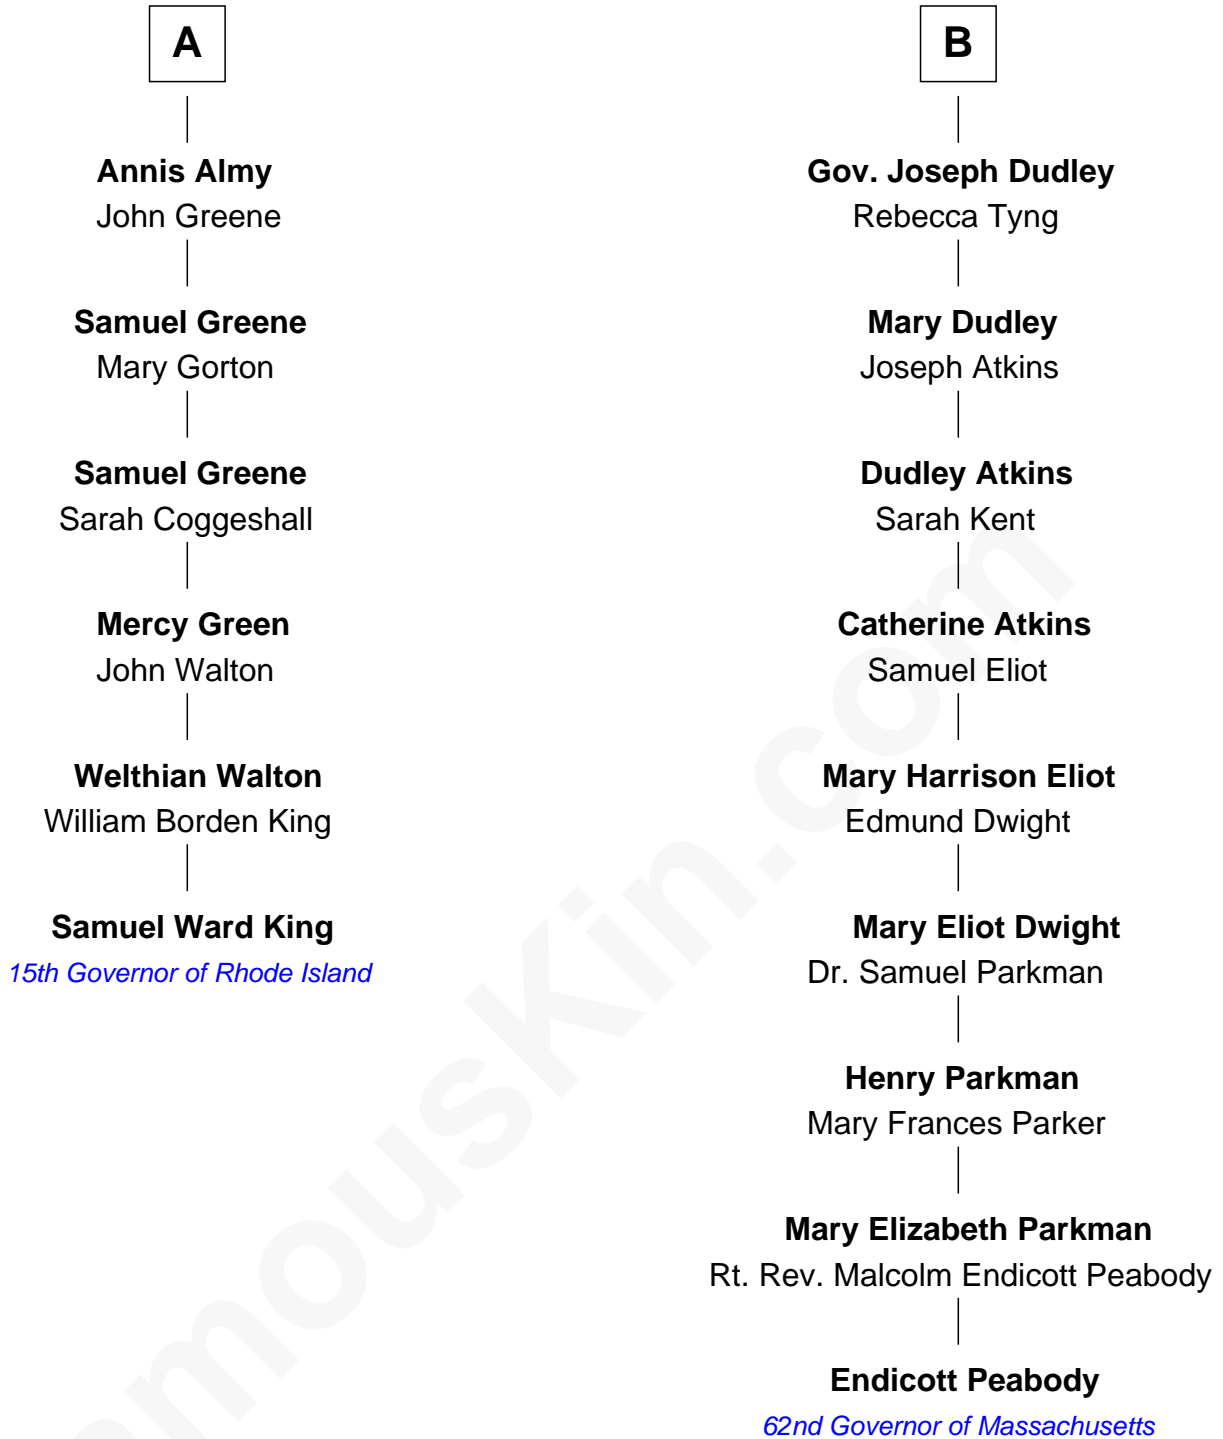 A
Annis Almy
John Greene
Samuel Greene
Mary Gorton
Samuel Greene
Sarah Coggeshall
Mercy Green
John Walton
Welthian Walton
William Borden King
Samuel Ward King
15th Governor of Rhode Island
B
Gov. Joseph Dudley
Rebecca Tyng
Mary Dudley
Joseph Atkins
Dudley Atkins
Sarah Kent
Catherine Atkins
Samuel Eliot
Mary Harrison Eliot
Edmund Dwight
Mary Eliot Dwight
Dr. Samuel Parkman
Henry Parkman
Mary Frances Parker
Mary Elizabeth Parkman
Rt. Rev. Malcolm Endicott Peabody
Endicott Peabody
62nd Governor of Massachusetts
amouskin.com